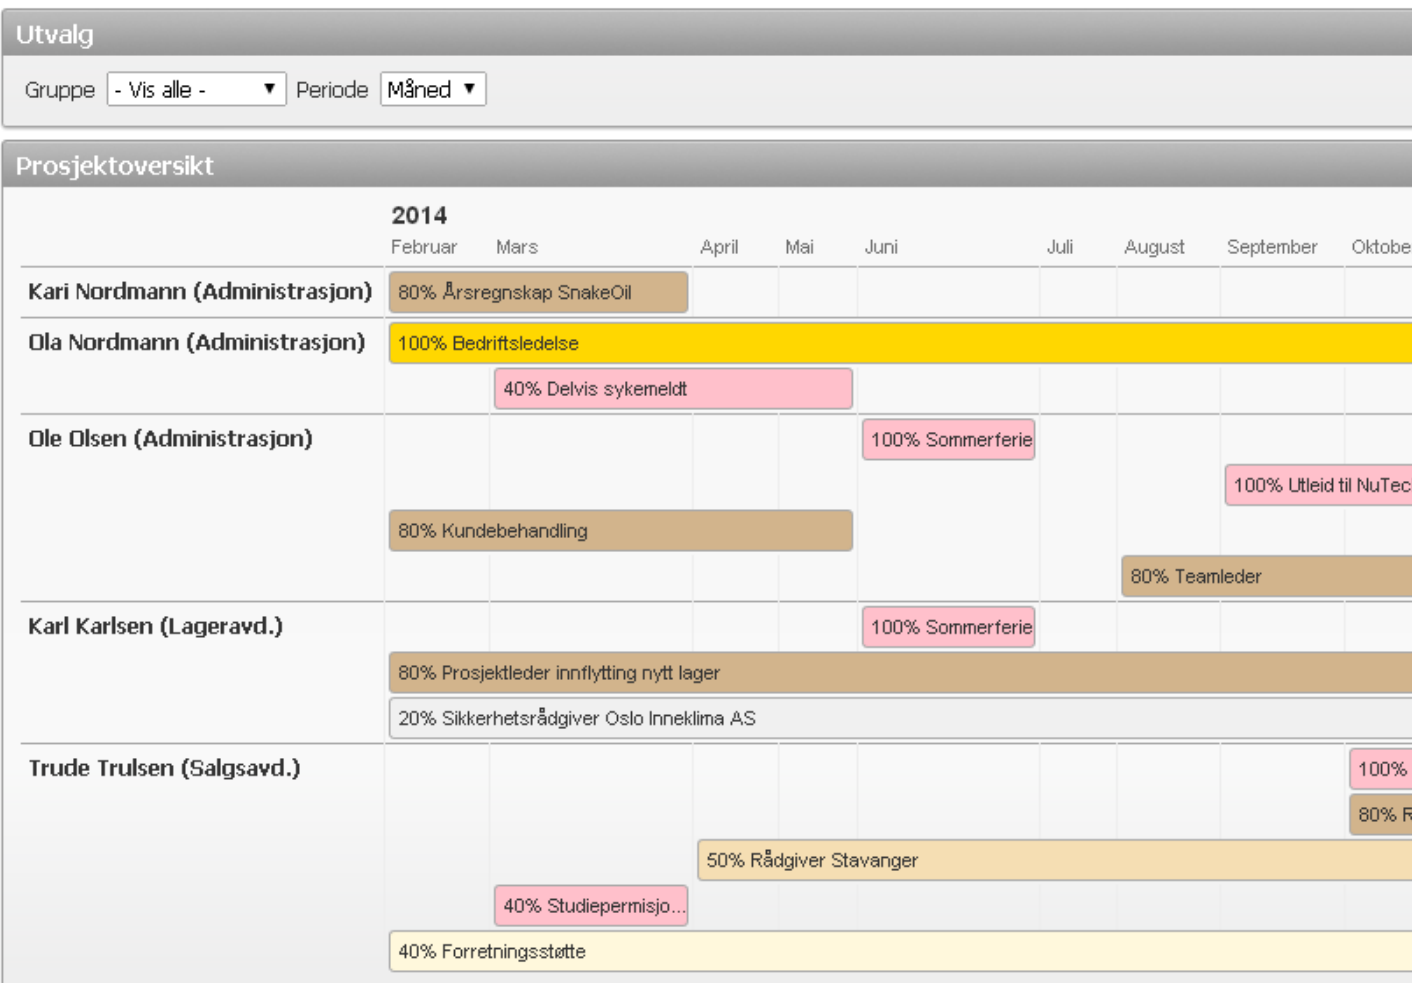 Utvalg
Gruppe - Vis alle - Periode Måned
Prosjektoversikt
2014
Februar Mars April Mai Juni Juli August September Oktobe
Kari Nordmann (Administrasjon) 80% Årsregnskap SnakeOil
Ola Nordmann (Administrasjon) 100% Bedriftsledelse
40% Delvis sykemeldt
Ole Olsen (Administrasjon) 100% Sommerferie
100% Utleid til NuTec
80% Kundebehandling
80% Teamleder
Karl Karlsen (Lageravd.) 100% Sommerferie
80% Prosjektleder innflytting nytt lager
20% Sikkerhetsrådgiver Oslo Inneklima AS
Trude Trulsen (Salgsavd.) 100%
80% R
50% Rådgiver Stavanger
40% Studiepermisjo...
40% Forretningsstøtte